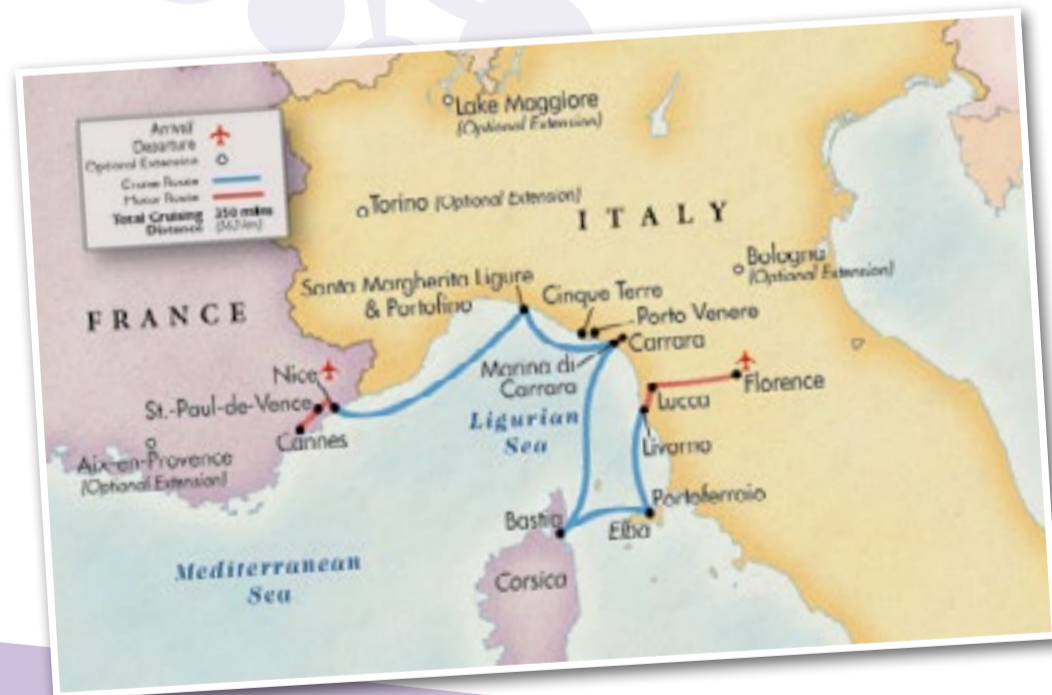 Lake Maggiore
(Optional Extension)
Arrival
Departure
Optional Extension
Cruise Route
Motor Route
Total Cruising 350 miles
Distance
Torino (Optional Extension)
ITALY
Bologna
(Optional Extension)
Santa Margherita Ligure
& Portofino
Cinque Terre
Porto Venere
Carrara
FRANCE
Marina di
Carrara
Nice
Florence
St.-Paul-de-Vence
Lucca
Ligurian
Sea
Cannes
Livorno
Aix-en-Provence
(Optional Extension)
Portoferraio
Bastia
Elba
Mediterranean
Sea
Corsica